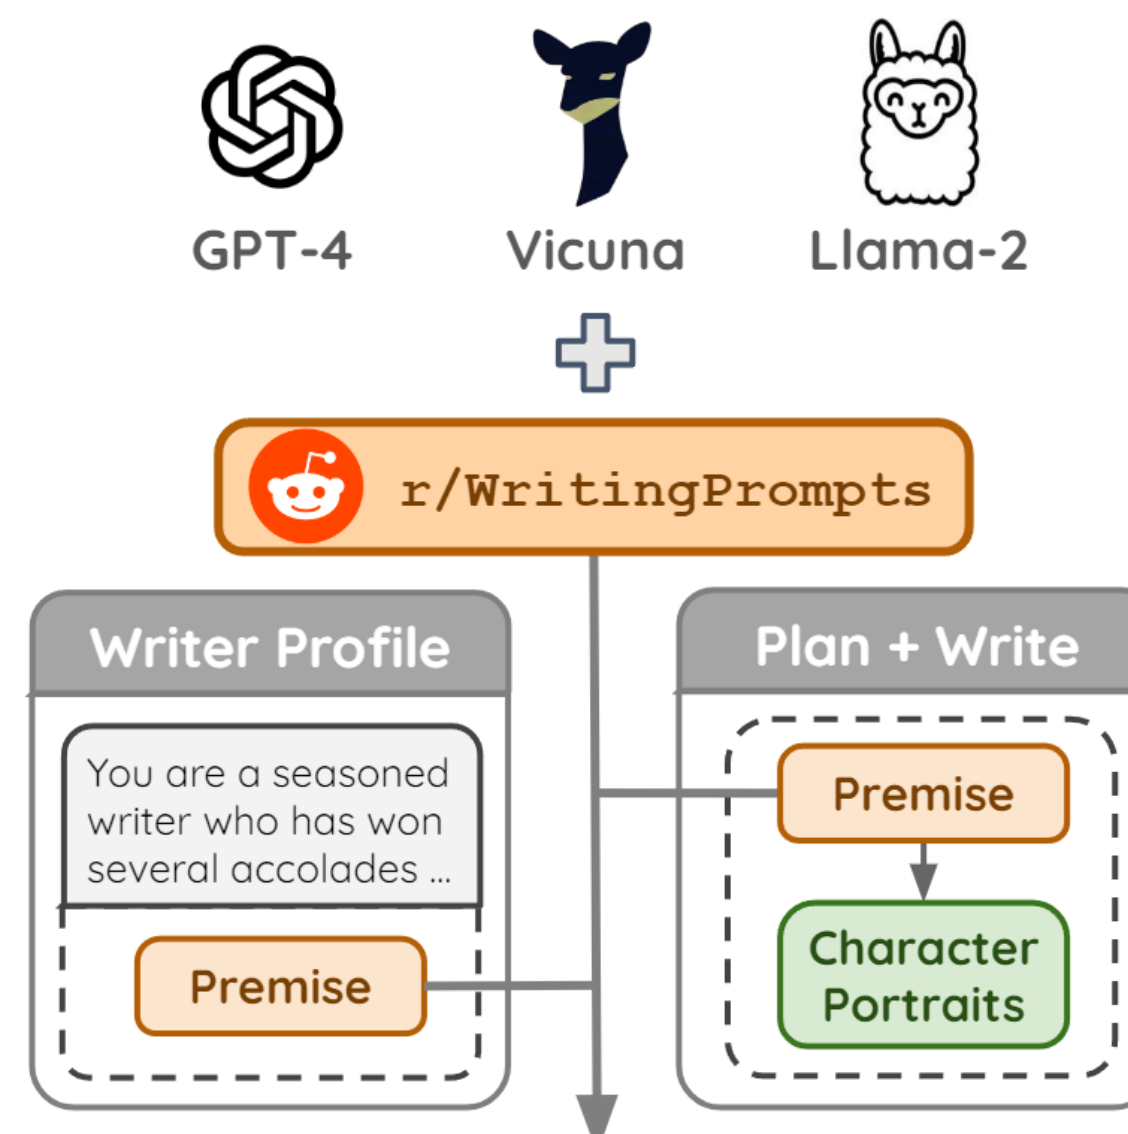 GPT-4
Vicuna
Llama-2
r/WritingPrompts
Writer Profile
You are a seasoned
writer who has won
several accolades ...
Premise
Plan + Write
Premise
Character
Portraits